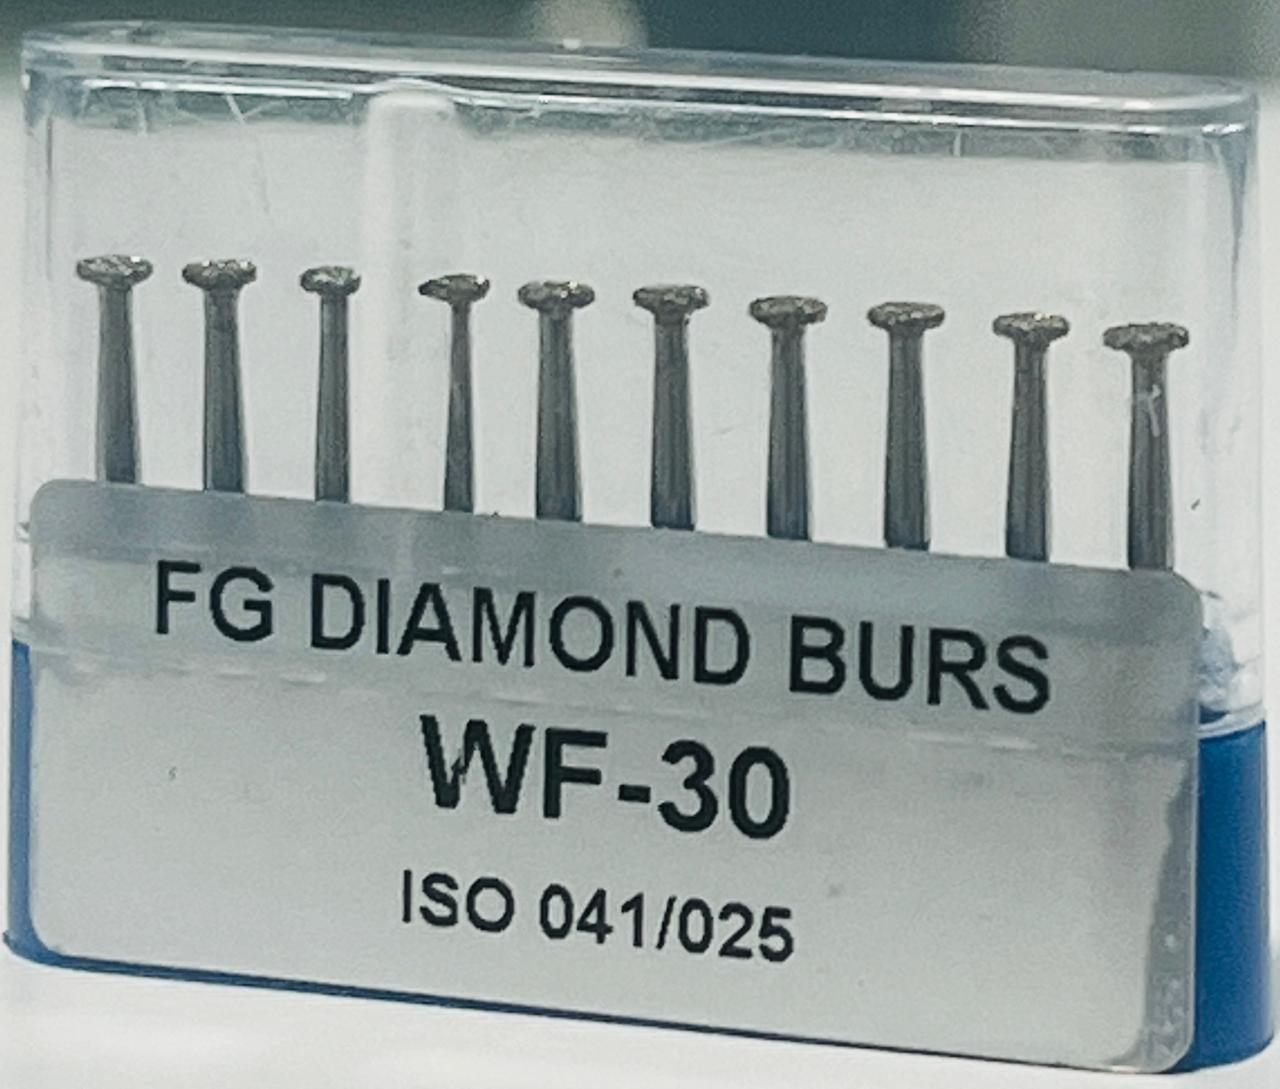 FG DIAMOND BURS
WF-30
ISO 041/025